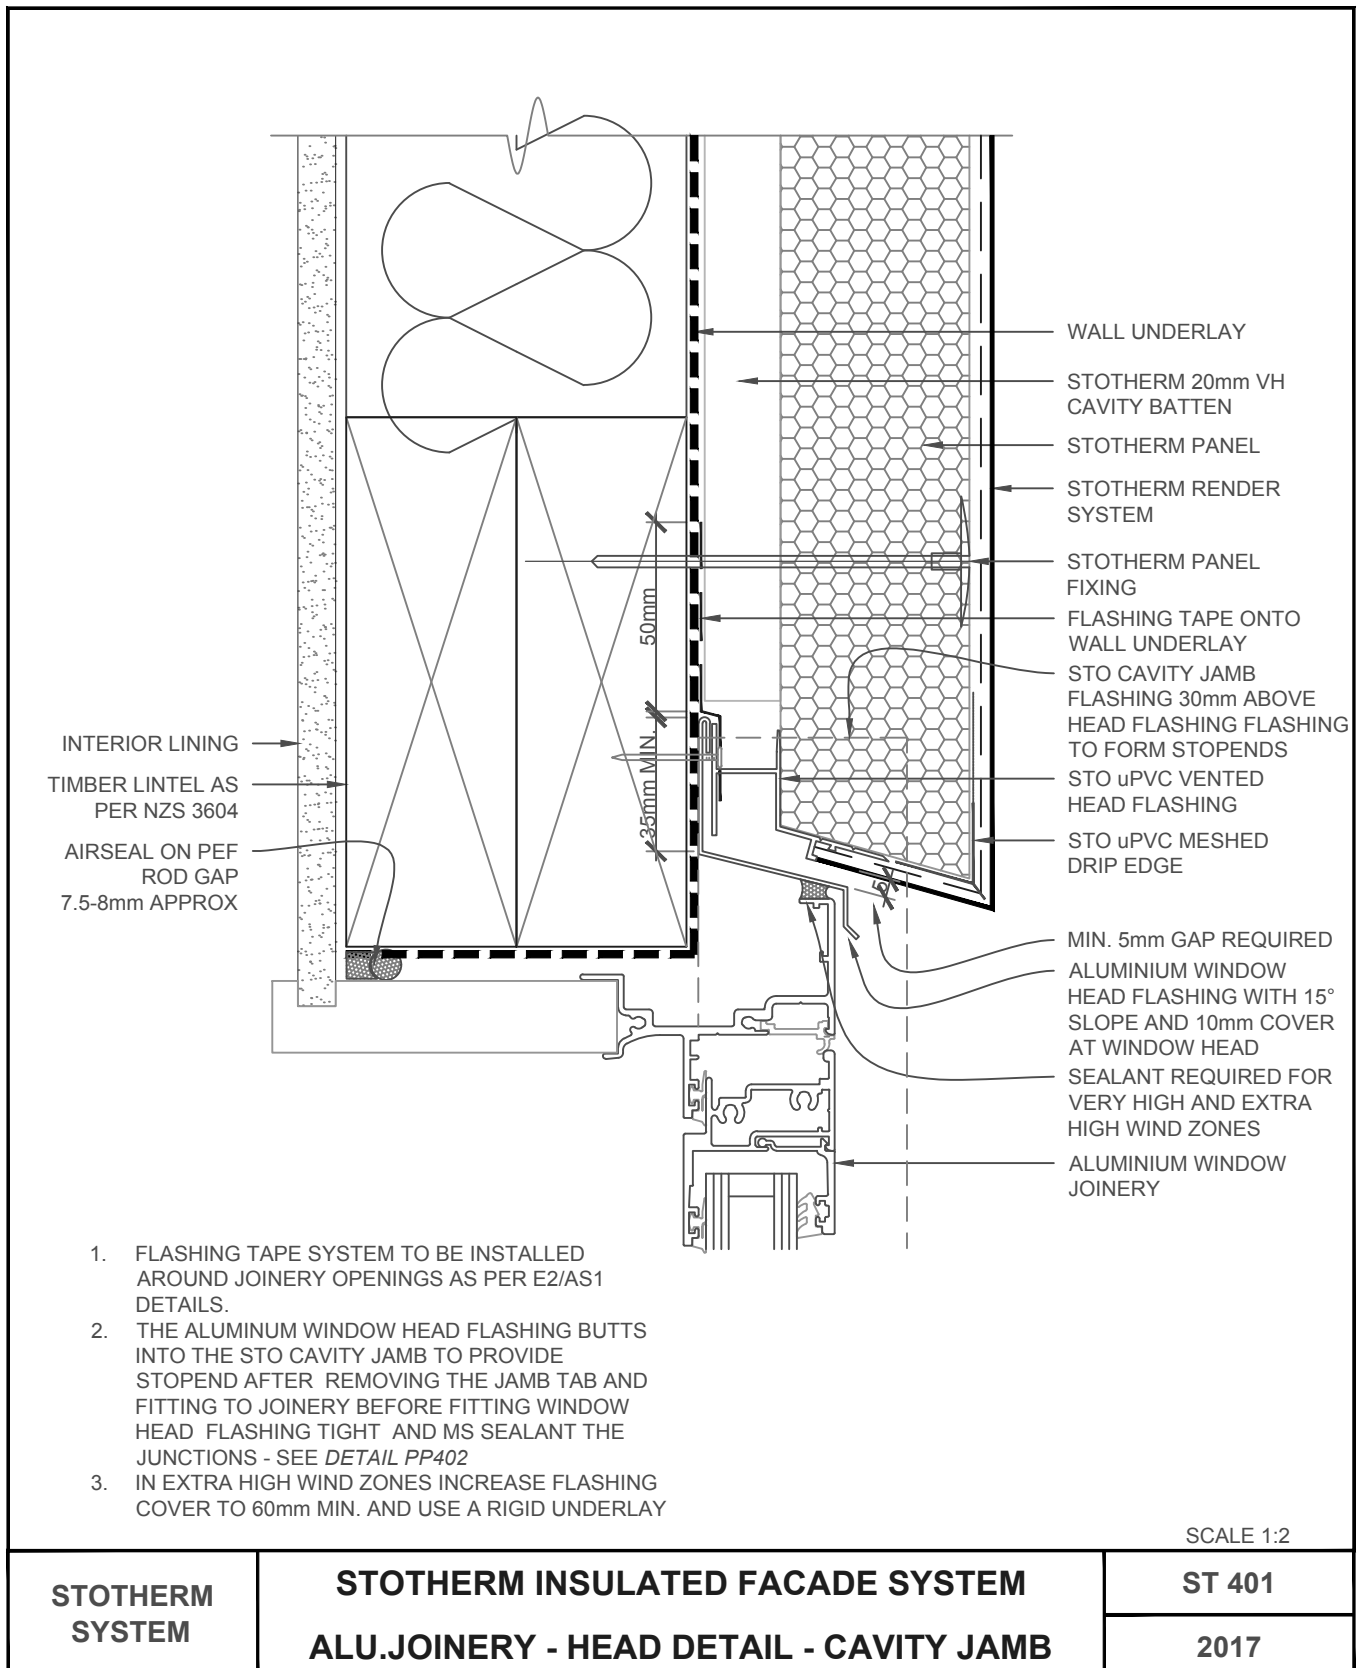 WALL UNDERLAY
STOTHERM 20mm VH
CAVITY BATTEN
STOTHERM PANEL
STOTHERM RENDER
SYSTEM
STOTHERM PANEL
FIXING
FLASHING TAPE ONTO
WALL UNDERLAY
STO CAVITY JAMB
FLASHING 30mm ABOVE
HEAD FLASHING FLASHING
TO FORM STOPENDS
STO uPVC VENTED
HEAD FLASHING
STO uPVC MESHED
DRIP EDGE
MIN. 5mm GAP REQUIRED
ALUMINIUM WINDOW
HEAD FLASHING WITH 15°
SLOPE AND 10mm COVER
AT WINDOW HEAD
SEALANT REQUIRED FOR
VERY HIGH AND EXTRA
HIGH WIND ZONES
ALUMINIUM WINDOW
JOINERY
50mm
35mm MIN.
5
INTERIOR LINING
TIMBER LINTEL AS
PER NZS 3604
AIRSEAL ON PEF
ROD GAP
7.5-8mm APPROX
1. FLASHING TAPE SYSTEM TO BE INSTALLED
AROUND JOINERY OPENINGS AS PER E2/AS1
DETAILS.
2. THE ALUMINUM WINDOW HEAD FLASHING BUTTS
INTO THE STO CAVITY JAMB TO PROVIDE
STOPEND AFTER REMOVING THE JAMB TAB AND
FITTING TO JOINERY BEFORE FITTING WINDOW
HEAD FLASHING TIGHT AND MS SEALANT THE
JUNCTIONS - SEE DETAIL PP402
3. IN EXTRA HIGH WIND ZONES INCREASE FLASHING
COVER TO 60mm MIN. AND USE A RIGID UNDERLAY
SCALE 1:2
STOTHERM
SYSTEM
STOTHERM INSULATED FACADE SYSTEM
ALU.JOINERY - HEAD DETAIL - CAVITY JAMB
ST 401
2017